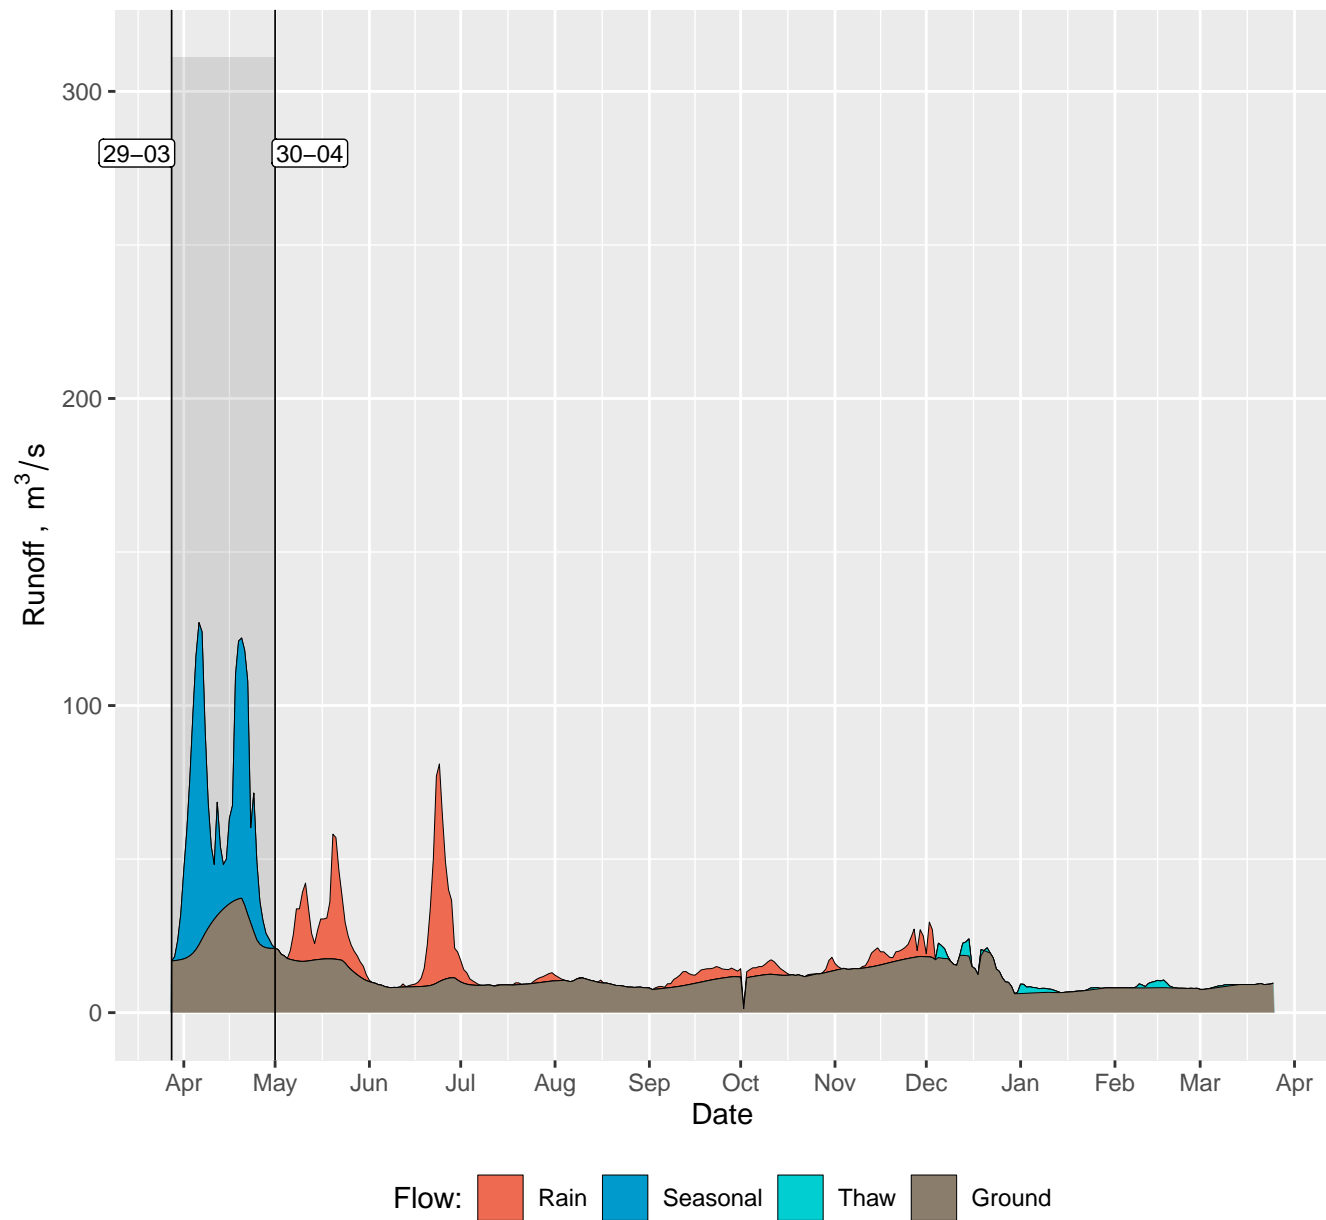 300
200
100
0
29–03
30–04
Runoff , m³/s
Apr May Jun Jul Aug Sep Oct Nov Dec Jan Feb Mar Apr
Date
Flow: Rain Seasonal Thaw Ground